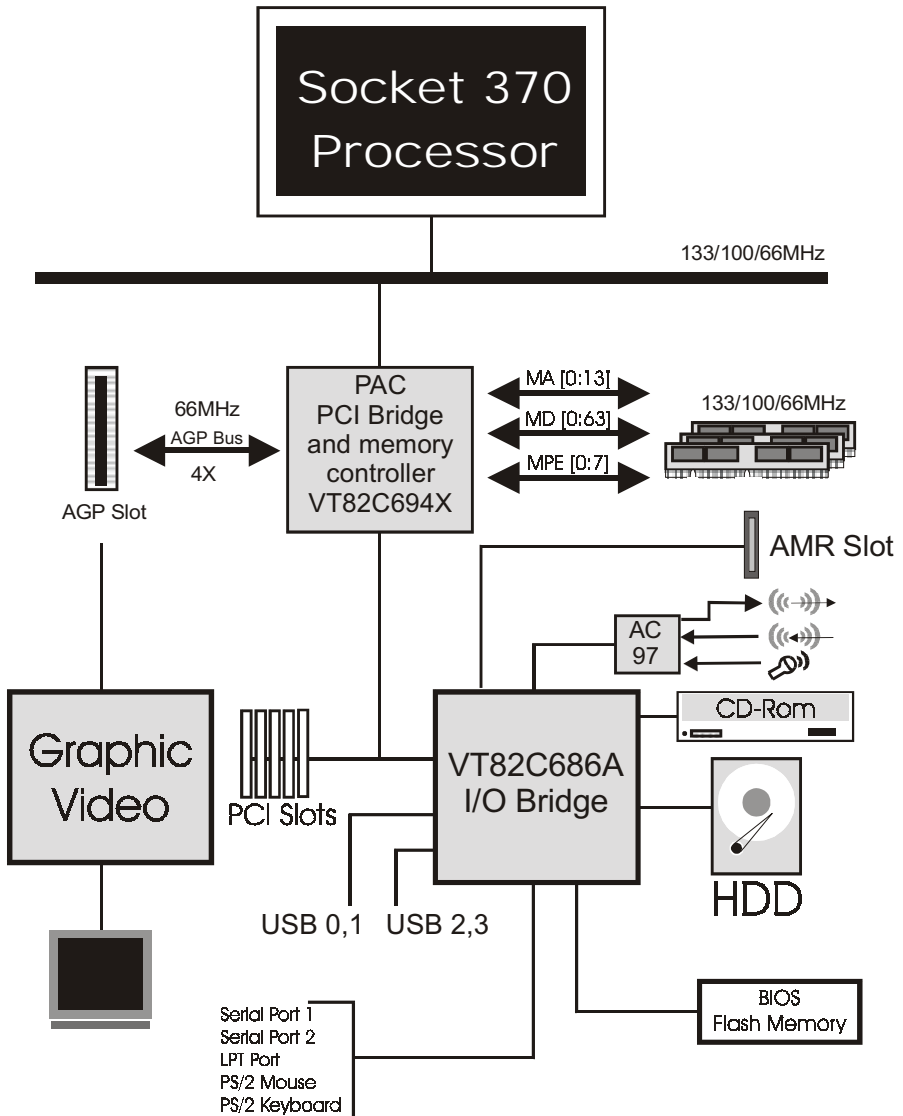 Socket 370
Processor
133/100/66MHz
PAC
PCI Bridge
and memory
controller
VT82C694X
66MHz
AGP Bus
4X
AGP Slot
MA [0:13]
MD [0:63]
MPE [0:7]
133/100/66MHz
AMR Slot
AC
97
CD-Rom
Graphic
Video
PCI Slots
VT82C686A
I/O Bridge
HDD
USB 0,1
USB 2,3
BIOS
Flash Memory
Serial Port 1
Serial Port 2
LPT Port
PS/2 Mouse
PS/2 Keyboard